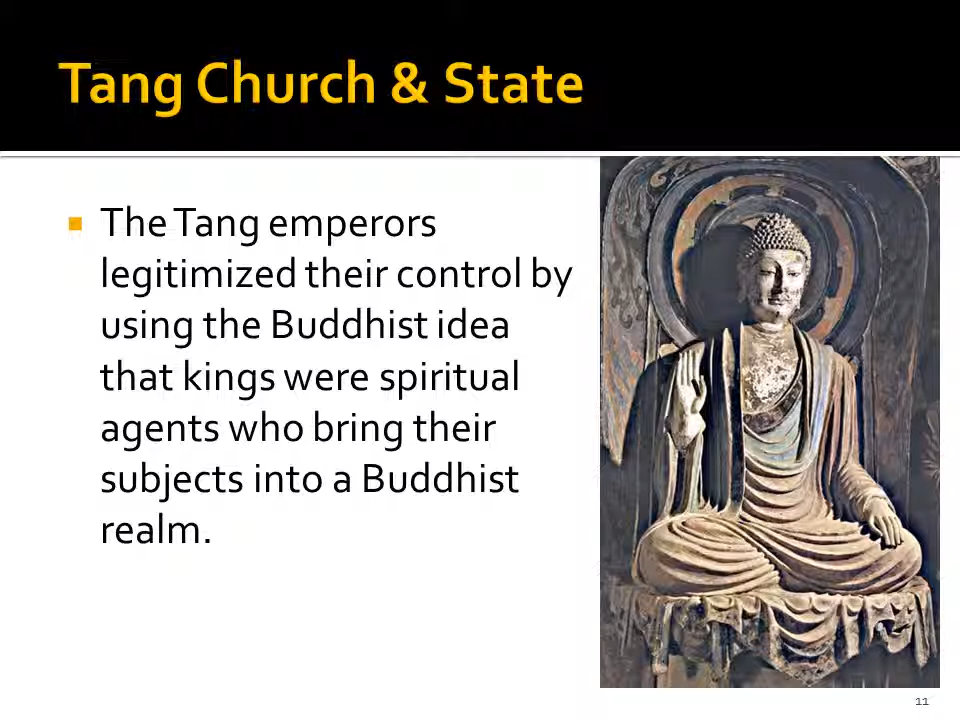 Tang Church & State
The Tang emperors
legitimized their control by
using the Buddhist idea
that kings were spiritual
agents who bring their
subjects into a Buddhist
realm.
11